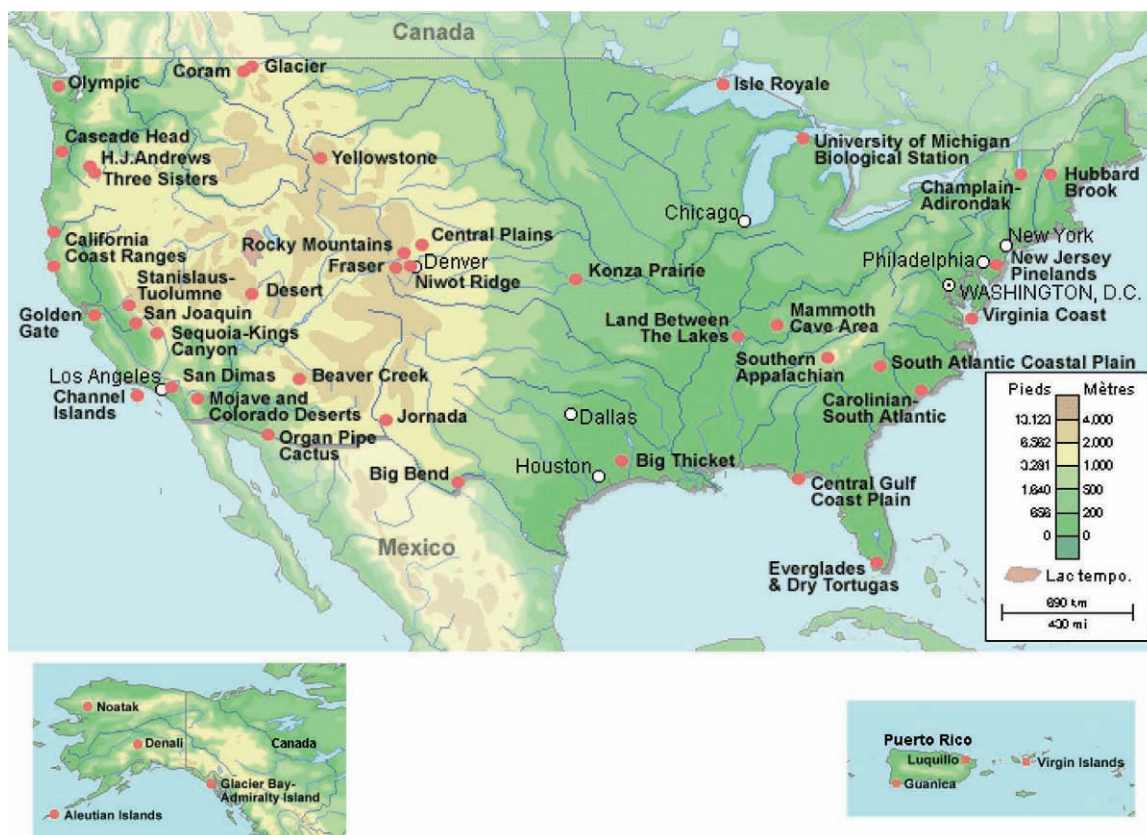 Canada
Coram
Glacier
Olympic
Isle Royale
Cascade Head
H.J.Andrews
Three Sisters
Yellowstone
University of Michigan
Biological Station
Champlain-
Adirondak
Hubbard
Brook
Chicago
California
Coast Ranges
Rocky Mountains
Central Plains
Fraser
Denver
Niwot Ridge
New York
Philadelphia
New Jersey
Pinelands
Konza Prairie
Stanislaus-
Tuolumne
Desert
WASHINGTON, D.C.
Golden
Gate
San Joaquin
Sequoia-Kings
Canyon
Land Between
The Lakes
Mammoth
Cave Area
Virginia Coast
Southern
Appalachian
South Atlantic Coastal Plain
Los Angeles
San Dimas
Beaver Creek
Channel
Islands
Mojave and
Colorado Deserts
Jornada
Dallas
Carolinian-
South Atlantic
Organ Pipe
Cactus
Big Bend
Houston
Big Thicket
Central Gulf
Coast Plain
Mexico
Everglades
& Dry Tortugas
Pieds Mètres
13.123 4.000
6.562 2.000
3.281 1.000
1.640 500
656 200
0 0
Lac tempo.
690 km
400 mi
Noatak
Denali
Canada
Glacier Bay-
Admiralty Island
Aleutian Islands
Puerto Rico
Luquillo
Virgin Islands
Guanica